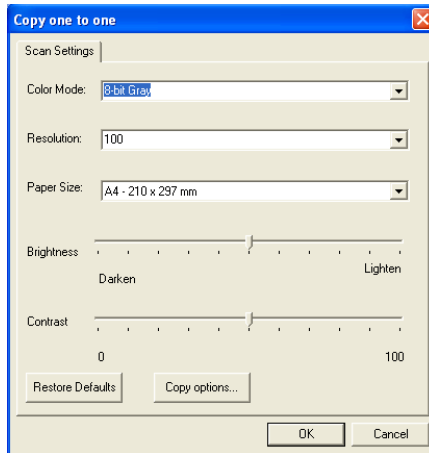 Copy one to one
Scan Settings
Color Mode: 8-bit Gray
Resolution: 100
Paper Size: A4 - 210 x 297 mm
Brightness
Darken Lighten
Contrast
0 100
Restore Defaults Copy options...
OK Cancel